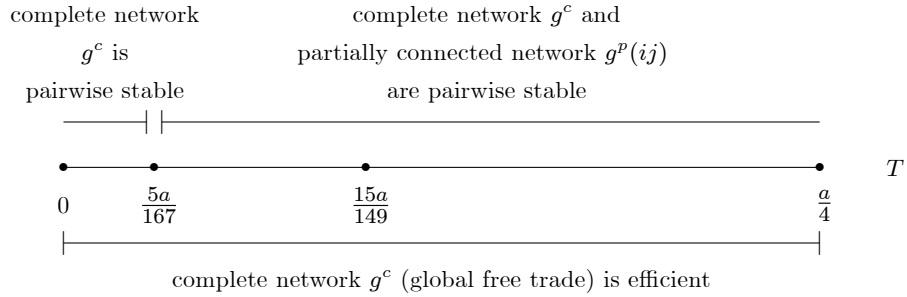 complete network
g^c is
pairwise stable
complete network g^c and
partially connected network g^p(ij)
are pairwise stable
T
0
5a/167
15a/149
a/4
complete network g^c (global free trade) is efficient